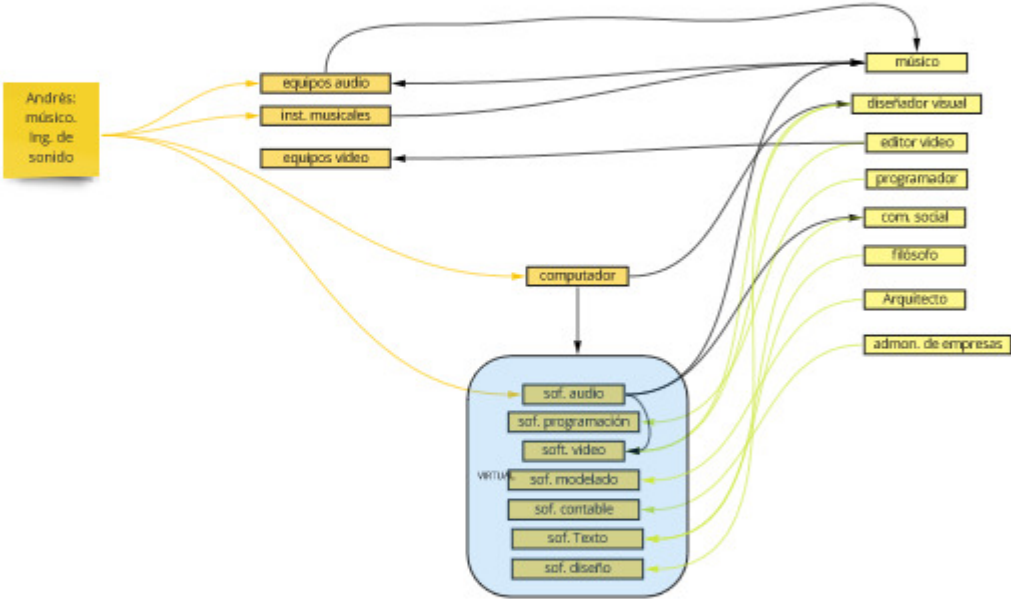 Andrés:
músico.
Ing. de
sonido
equipos audio
inst. musicales
equipos video
computador
VIRTUAL
sof. audio
sof. programación
soft. video
sof. modelado
sof. contable
sof. Texto
sof. diseño
músico
diseñador visual
editor video
programador
com. social
filósofo
Arquitecto
admon. de empresas